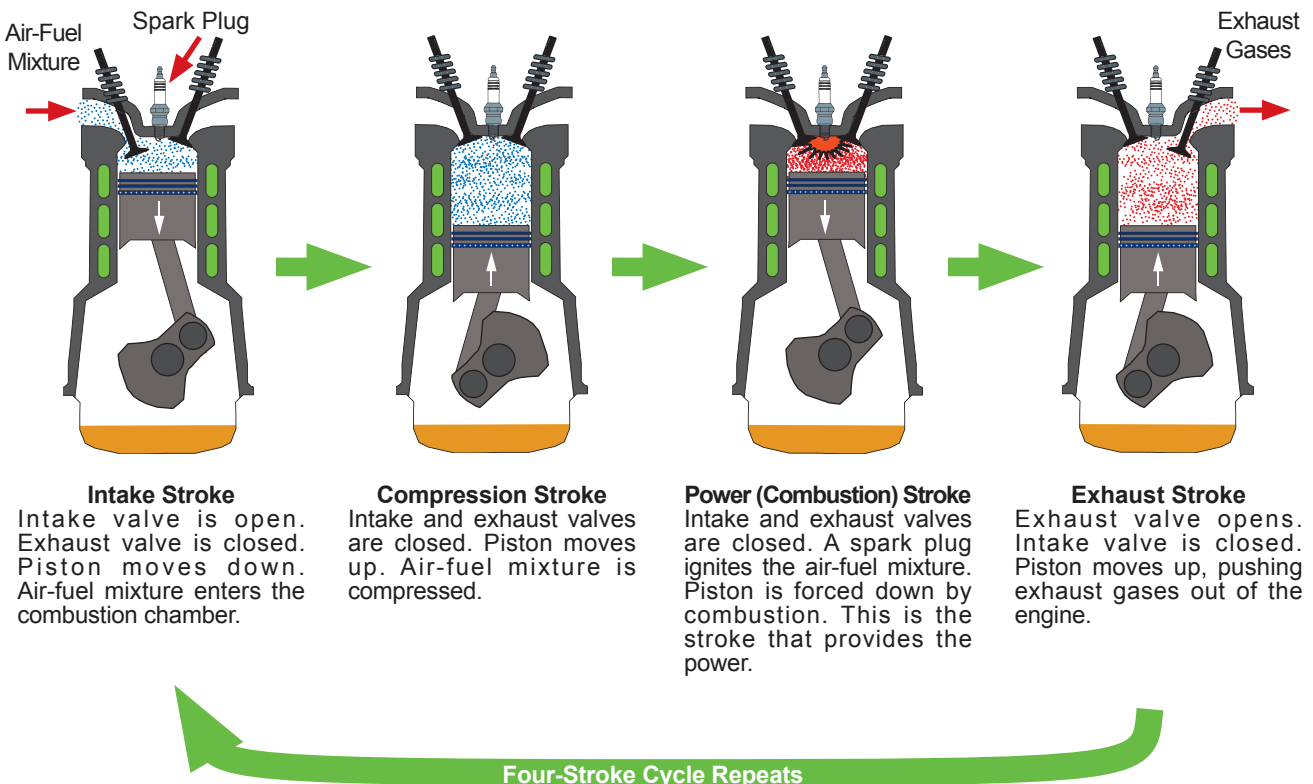 Air-Fuel
Mixture
Spark Plug
Exhaust
Gases
Intake Stroke
Intake valve is open.
Exhaust valve is closed.
Piston moves down.
Air-fuel mixture enters the
combustion chamber.
Compression Stroke
Intake and exhaust valves
are closed. Piston moves
up. Air-fuel mixture is
compressed.
Power (Combustion) Stroke
Intake and exhaust valves
are closed. A spark plug
ignites the air-fuel mixture.
Piston is forced down by
combustion. This is the
stroke that provides the
power.
Exhaust Stroke
Exhaust valve opens.
Intake valve is closed.
Piston moves up, pushing
exhaust gases out of the
engine.
Four-Stroke Cycle Repeats